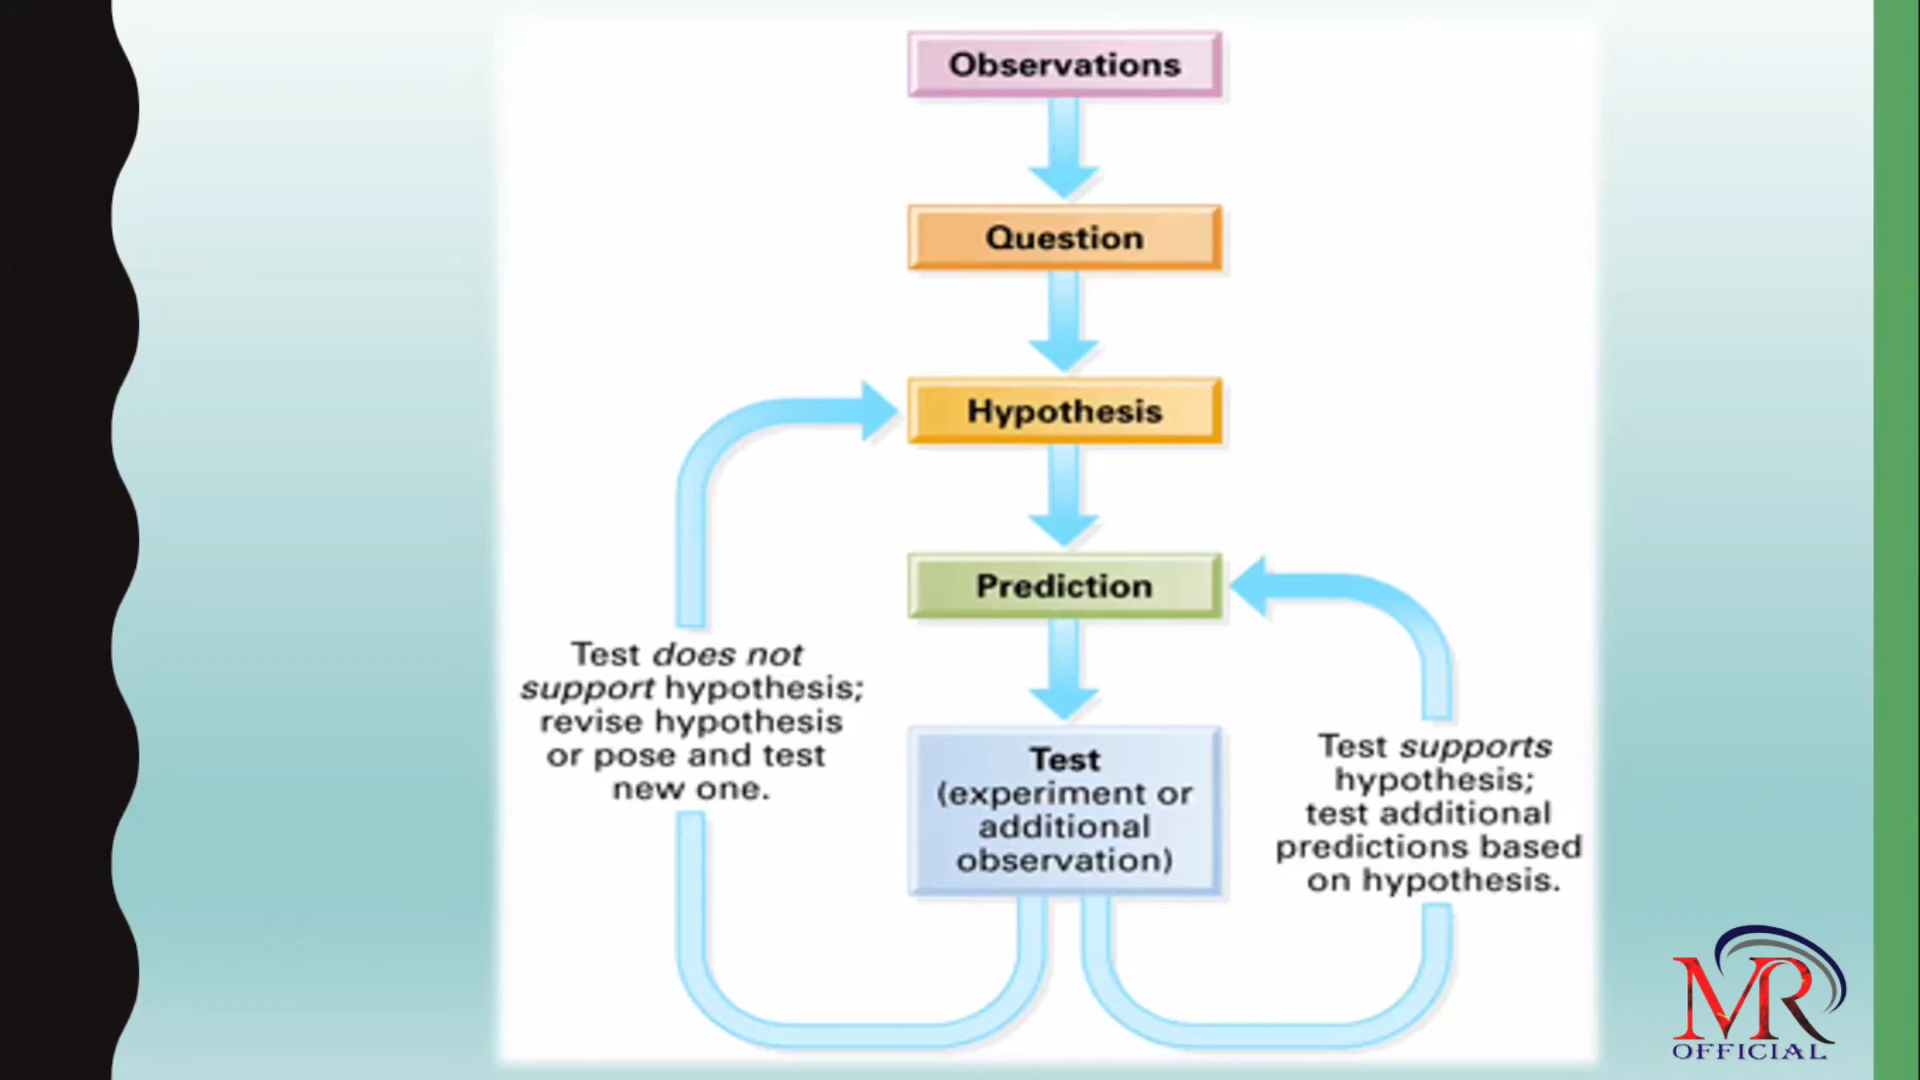 Observations
Question
Hypothesis
Prediction
Test
(experiment or
additional
observation)
Test does not
support hypothesis;
revise hypothesis
or pose and test
new one.
Test supports
hypothesis;
test additional
predictions based
on hypothesis.
MR
OFFICIAL